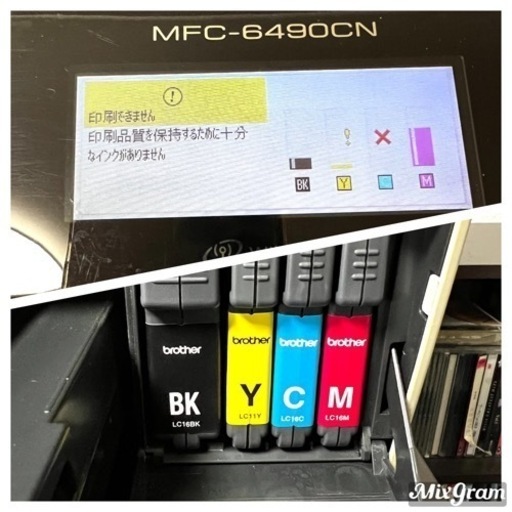 MFC-6490CN
印刷できません
印刷品質を保持するために十分
なインクがありません
BK
Y
C
M
brother
BK
LC16BK
brother
Y
LC11Y
brother
C
LC16C
brother
M
LC16M
MixGram